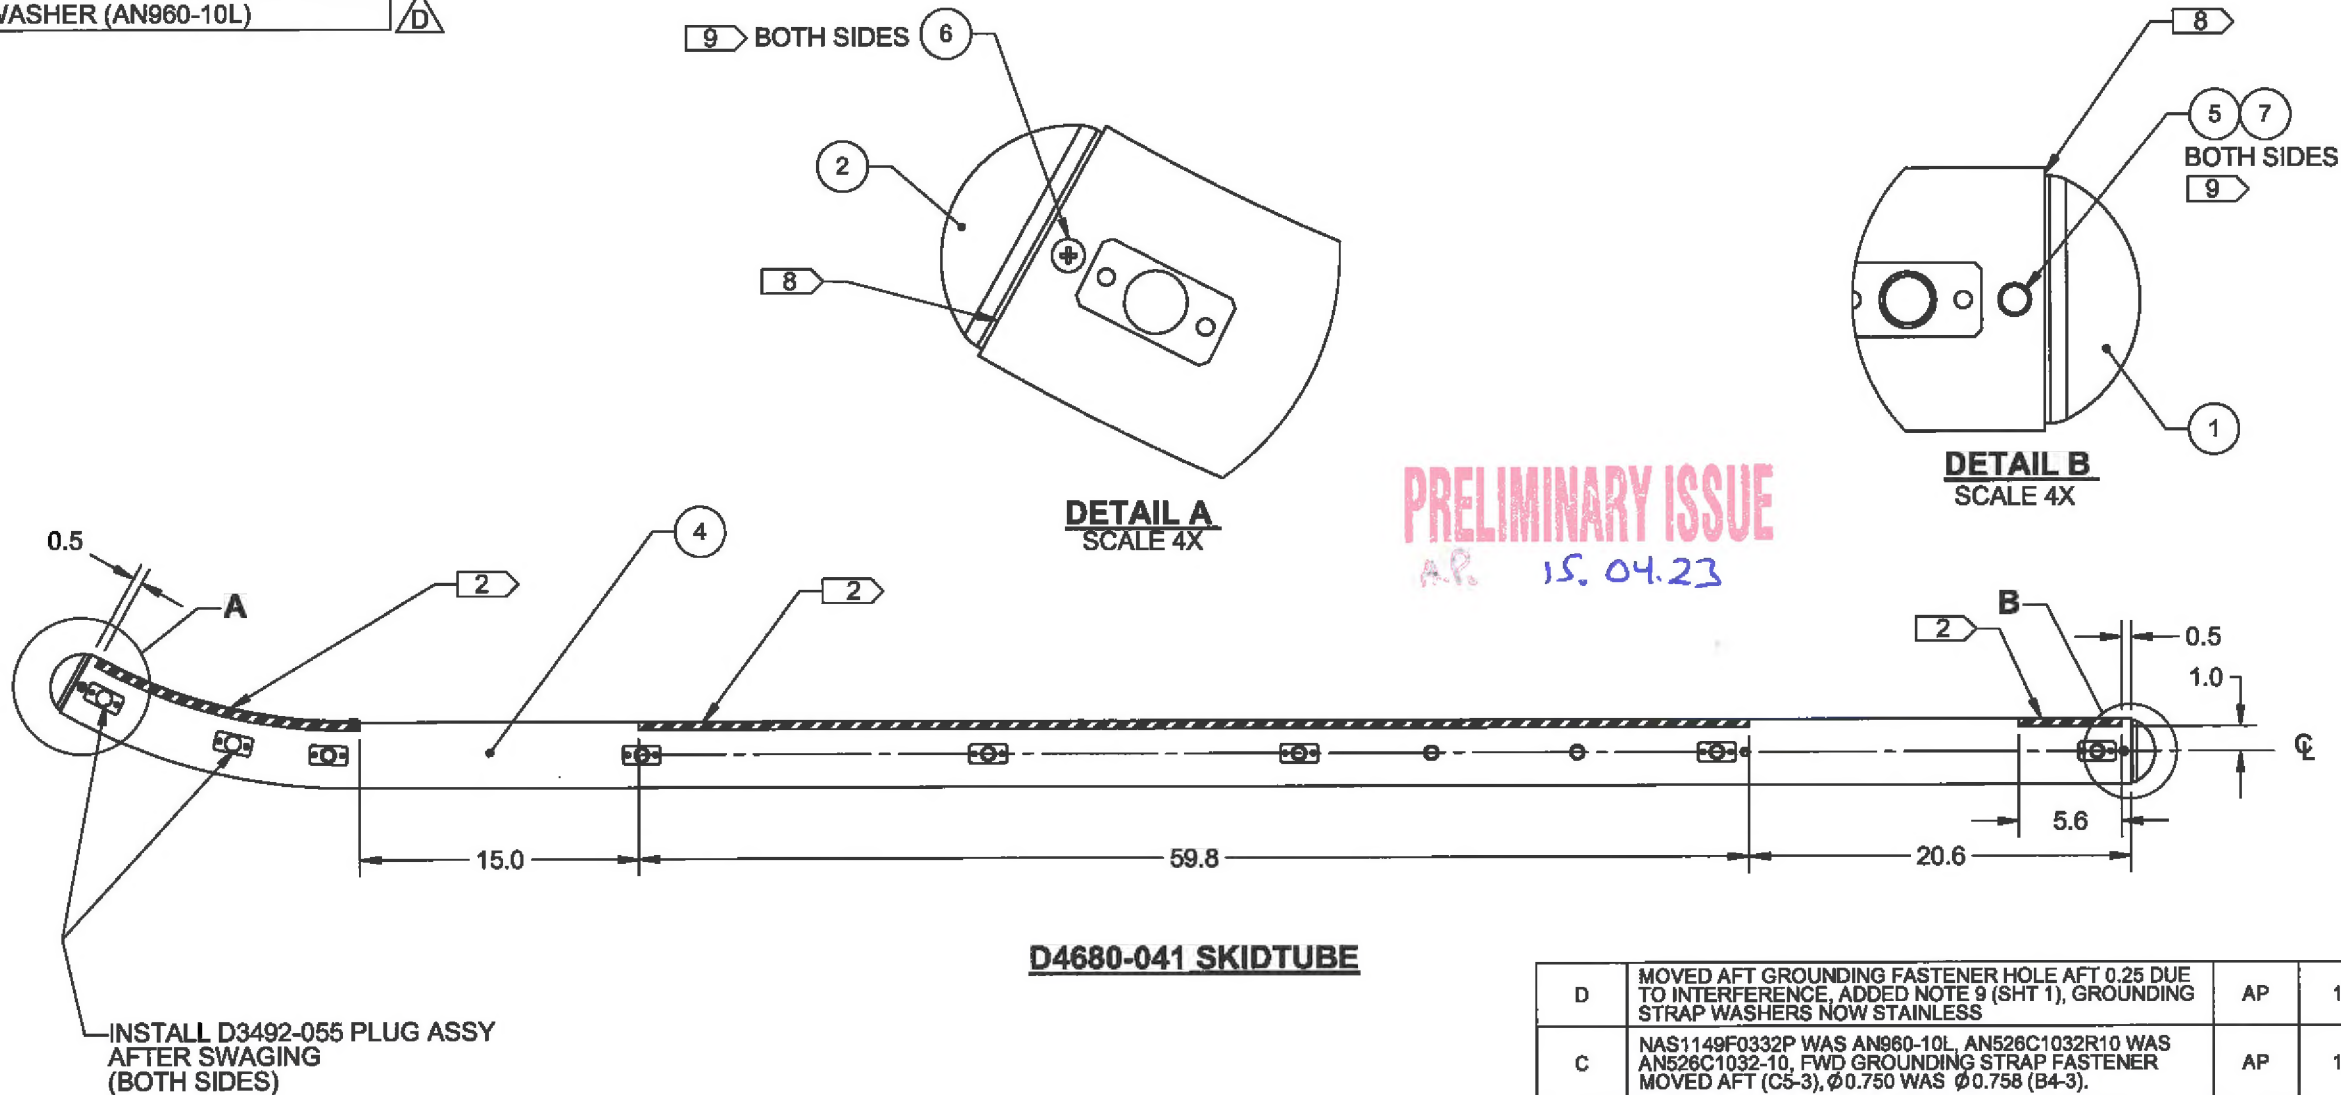 WASHER (AN960-10L)
D
9 BOTH SIDES 6
8
5 7
BOTH SIDES
9
2
8
1
DETAIL A
SCALE 4X
DETAIL B
SCALE 4X
PRELIMINARY ISSUE
A.P. 15.04.23
0.5
A
2
4
2
B
2
0.5
1.0
℄
5.6
15.0
59.8
20.6
D4680-041 SKIDTUBE
INSTALL D3492-055 PLUG ASSY
AFTER SWAGING
(BOTH SIDES)
D
MOVED AFT GROUNDING FASTENER HOLE AFT 0.25 DUE
TO INTERFERENCE, ADDED NOTE 9 (SHT 1), GROUNDING
STRAP WASHERS NOW STAINLESS
AP
1
C
NAS1149F0332P WAS AN960-10L, AN526C1032R10 WAS
AN526C1032-10, FWD GROUNDING STRAP FASTENER
MOVED AFT (C5-3), Ø0.750 WAS Ø0.758 (B4-3).
AP
1